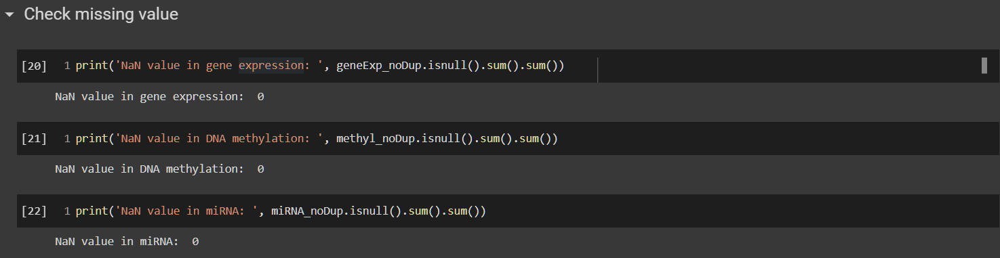 Check missing value
[20] 1 print('NaN value in gene expression: ', geneExp_noDup.isnull().sum().sum())
NaN value in gene expression:  0
[21] 1 print('NaN value in DNA methylation: ', methyl_noDup.isnull().sum().sum())
NaN value in DNA methylation:  0
[22] 1 print('NaN value in miRNA: ', miRNA_noDup.isnull().sum().sum())
NaN value in miRNA:  0